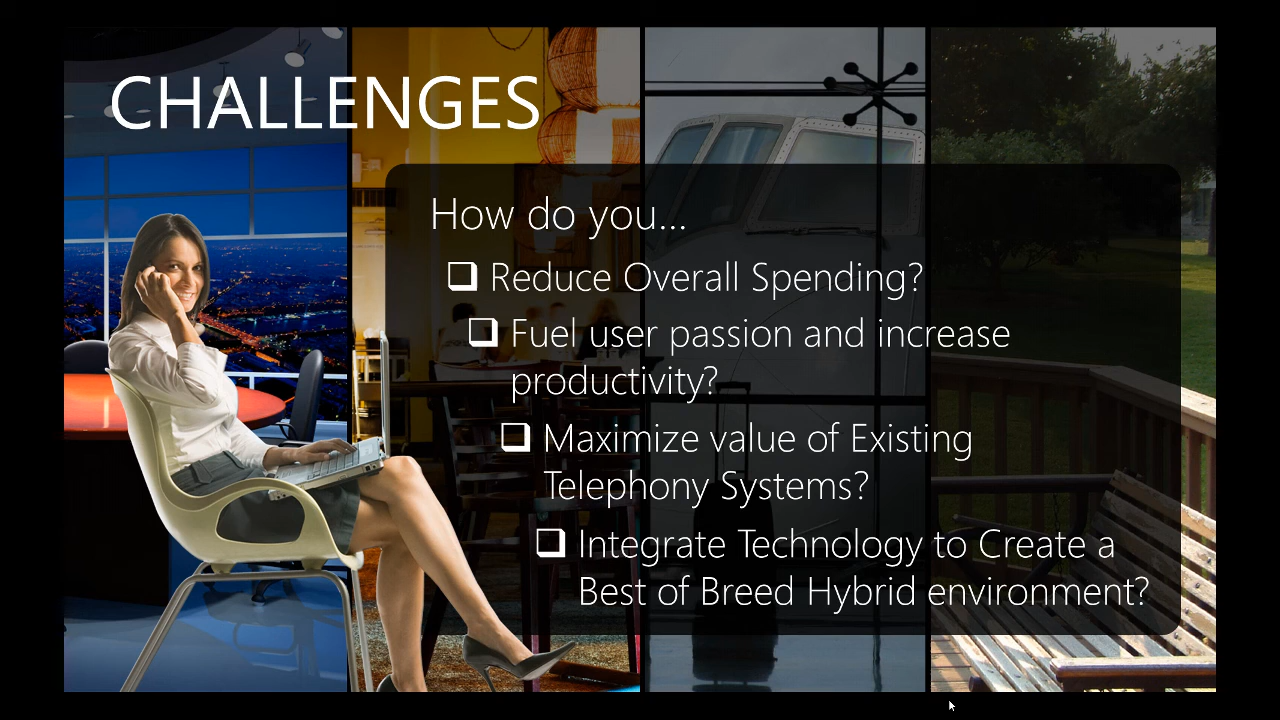 CHALLENGES
How do you...
❑ Reduce Overall Spending?
❑ Fuel user passion and increase
productivity?
❑ Maximize value of Existing
Telephony Systems?
❑ Integrate Technology to Create a
Best of Breed Hybrid environment?